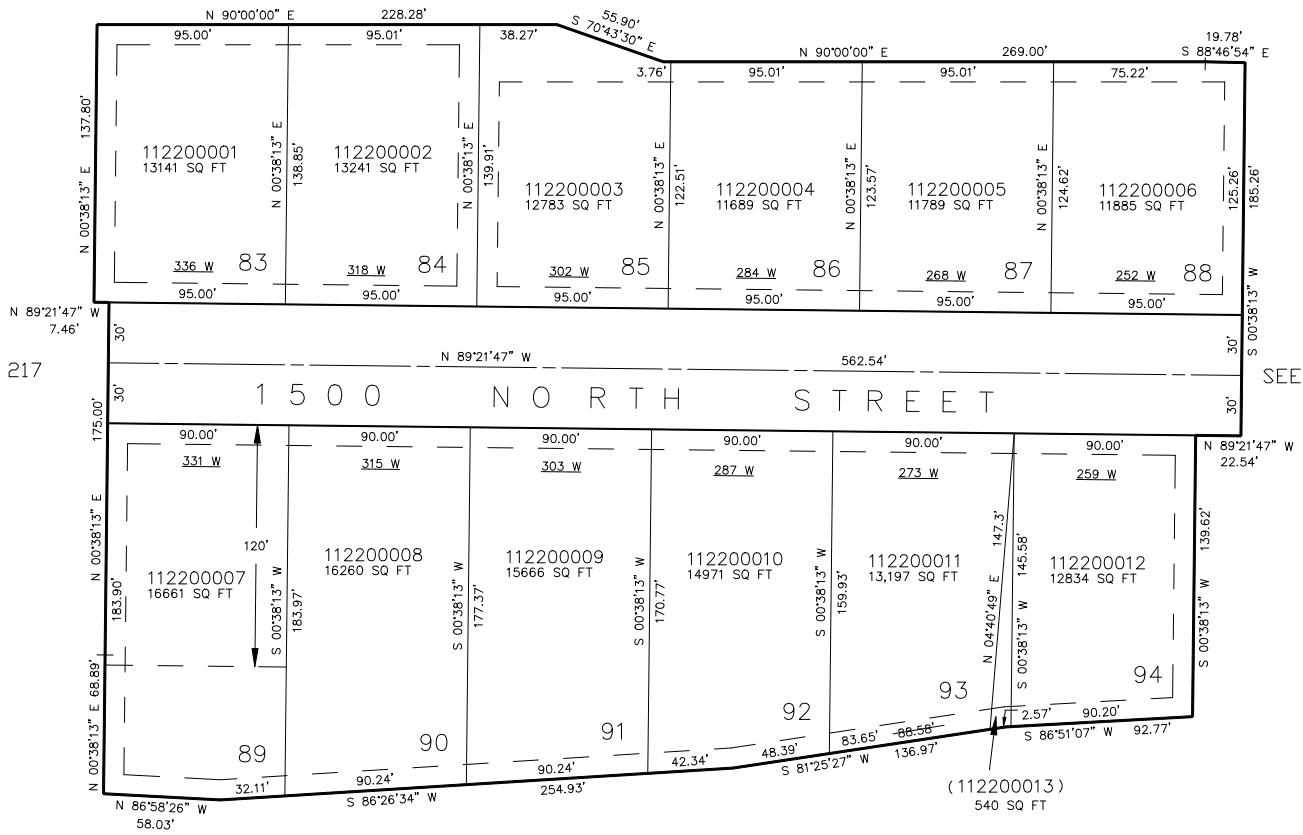 N 90°00'00" E 228.28'
55.90'
S 70°43'30" E
19.78'
S 88°46'54" E
N 90°00'00" E 269.00'
95.00' 95.01' 38.27'
3.76' 95.01' 95.01' 75.22'
N 00°38'13" E 137.80'
112200001
13141 SQ FT
N 00°38'13" E 138.85'
112200002
13241 SQ FT
N 00°38'13" E 139.91'
112200003
12783 SQ FT
N 00°38'13" E 122.51'
112200004
11689 SQ FT
N 00°38'13" E 123.57'
112200005
11789 SQ FT
N 00°38'13" E 124.62'
112200006
11885 SQ FT
125.26'
185.26'
S 00°38'13" W
336 W 83
318 W 84
302 W 85
284 W 86
268 W 87
252 W 88
95.00' 95.00' 95.00' 95.00' 95.00' 95.00'
N 89°21'47" W
7.46'
30'
30'
N 89°21'47" W 562.54'
217
SEE
1500 NORTH STREET
30'
30'
175.00'
N 00°38'13" E
90.00' 90.00' 90.00' 90.00' 90.00' 90.00'
331 W
315 W
303 W
287 W
273 W
259 W
N 89°21'47" W
22.54'
120'
112200007
16661 SQ FT
183.90'
S 00°38'13" W
183.97'
112200008
16260 SQ FT
S 00°38'13" W
177.37'
112200009
15666 SQ FT
S 00°38'13" W
170.77'
112200010
14971 SQ FT
S 00°38'13" W
159.93'
112200011
13,197 SQ FT
N 04°40'49" E 147.3'
S 00°38'13" W 145.58'
112200012
12834 SQ FT
139.62'
S 00°38'13" W
N 00°38'13" E 68.89'
89
90
91
92
93
94
32.11'
90.24'
90.24'
42.34'
48.39'
83.65'
88.58'
2.57'
90.20'
N 86°58'26" W
58.03'
S 86°26'34" W
254.93'
S 81°25'27" W
136.97'
S 86°51'07" W
92.77'
(112200013)
540 SQ FT